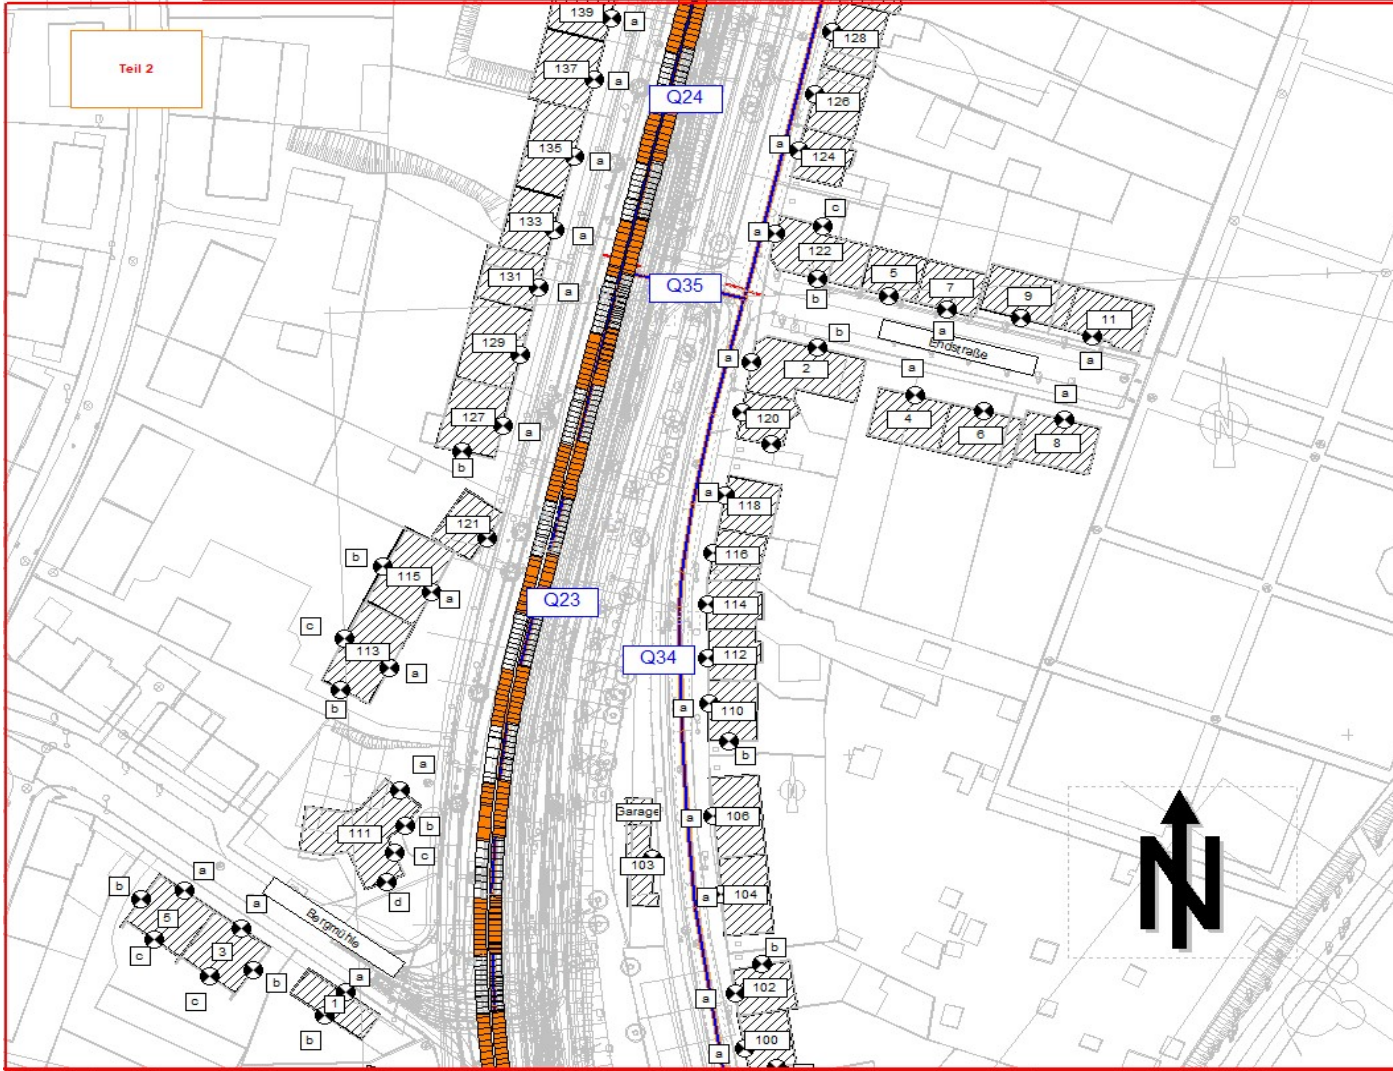 139
a
128
Teil 2
137
a
Q24
126
135
a
a
124
133
a
a
c
122
131
a
Q35
b
5
7
9
11
129
a
b
2
a
Endstraße
a
a
a
127
a
b
120
4
6
8
121
a
118
b
115
a
116
Q23
114
c
113
a
b
Q34
112
a
110
b
a
111
b
c
d
Garage
103
a
106
a
104
b
a
5
c
a
3
b
c
Bergmühle
a
1
b
b
a
102
a
100
N